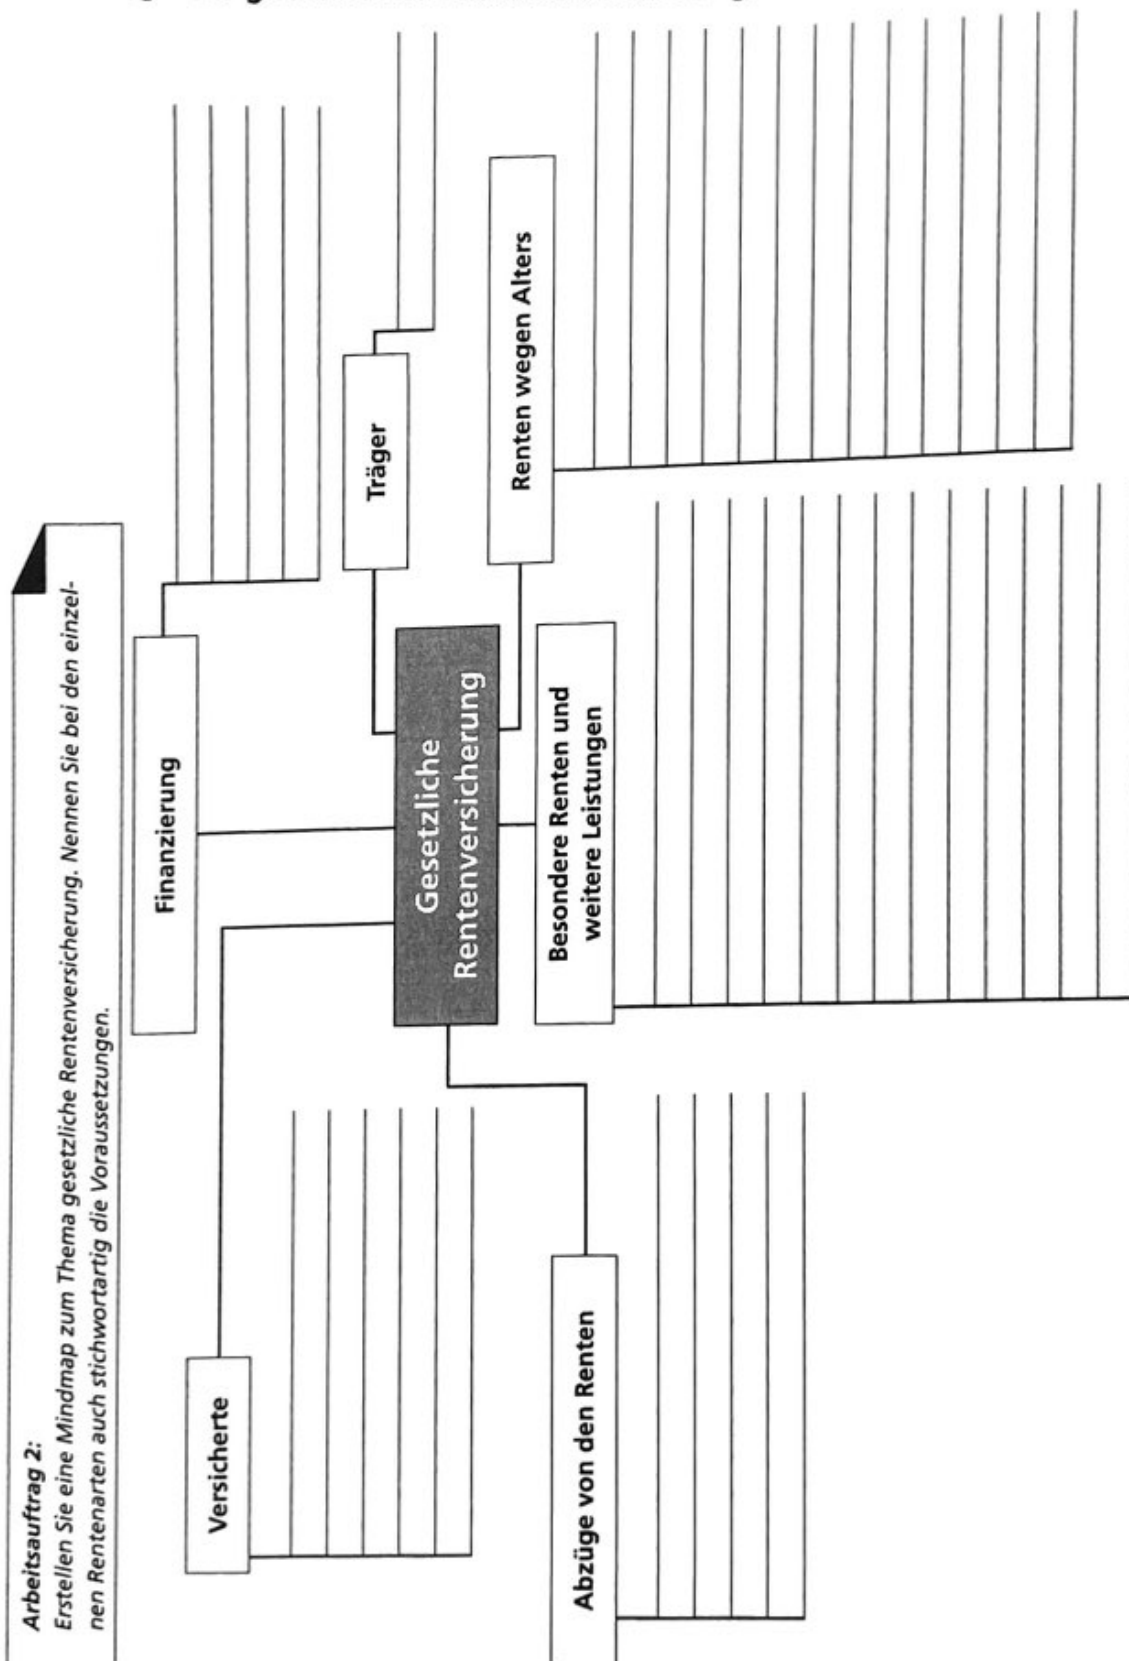 Arbeitsauftrag 2:
Erstellen Sie eine Mindmap zum Thema gesetzliche Rentenversicherung. Nennen Sie bei den einzel-
nen Rentenarten auch stichwortartig die Voraussetzungen.
Finanzierung
Versicherte
Träger
Gesetzliche
Rentenversicherung
Renten wegen Alters
Besondere Renten und
weitere Leistungen
Abzüge von den Renten